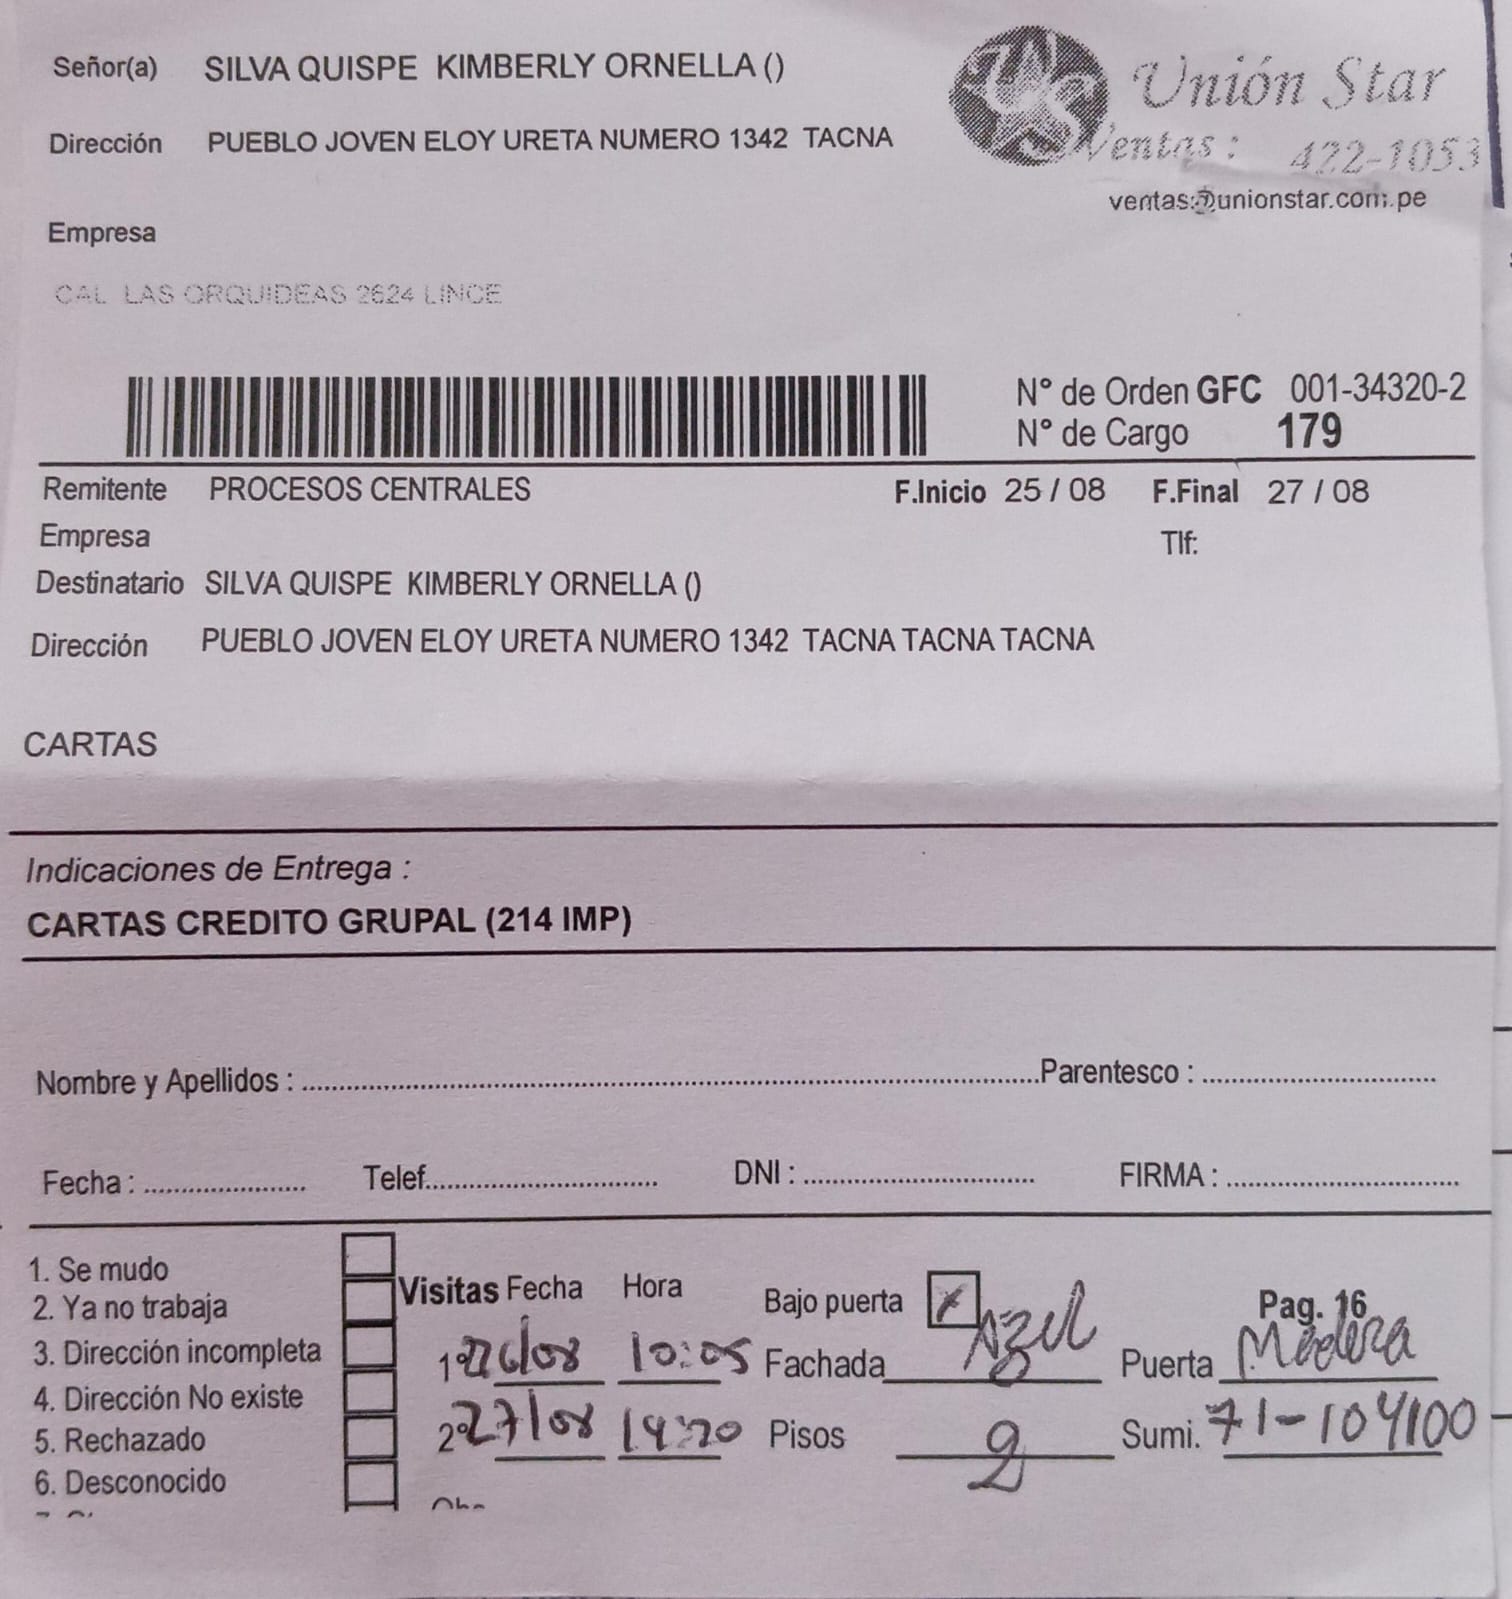 Señor(a) SILVA QUISPE KIMBERLY ORNELLA ()
Unión Star
Dirección PUEBLO JOVEN ELOY URETA NUMERO 1342 TACNA
Ventas: 422-1053
ventas@unionstar.com.pe
Empresa
CAL LAS ORQUIDEAS 2624 LINCE
N° de Orden GFC 001-34320-2
N° de Cargo 179
Remitente PROCESOS CENTRALES F.Inicio 25 / 08 F.Final 27 / 08
Empresa Tlf:
Destinatario SILVA QUISPE KIMBERLY ORNELLA ()
Dirección PUEBLO JOVEN ELOY URETA NUMERO 1342 TACNA TACNA TACNA
CARTAS
Indicaciones de Entrega :
CARTAS CREDITO GRUPAL (214 IMP)
Nombre y Apellidos : Parentesco :
Fecha : Telef. DNI : FIRMA :
1. Se mudo
2. Ya no trabaja
3. Dirección incompleta
4. Dirección No existe
5. Rechazado
6. Desconocido
Visitas Fecha Hora Bajo puerta X Pag. 16
1º 26/08 10:05 Fachada Azul Puerta Madera
2º 27/08 14:20 Pisos 2 Sumi. 71-104100